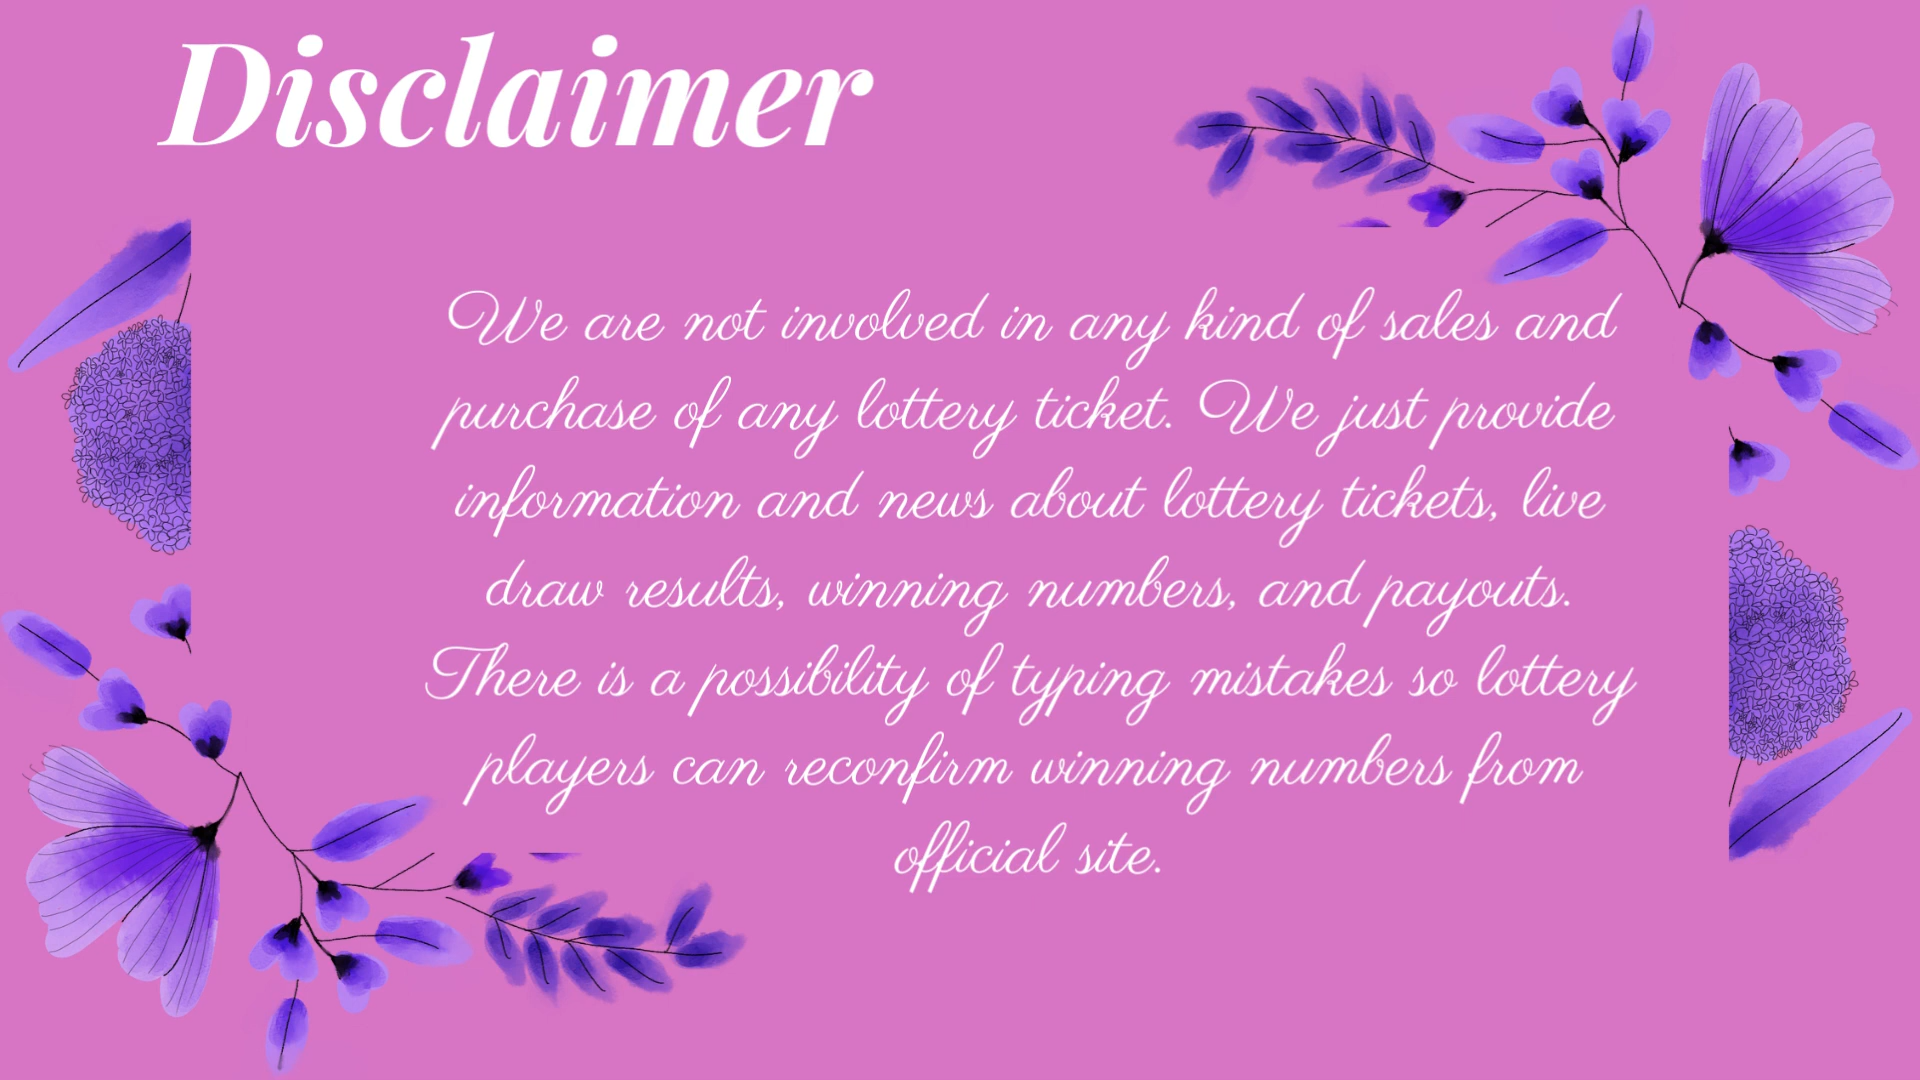 Disclaimer
We are not involved in any kind of sales and
purchase of any lottery ticket. We just provide
information and news about lottery tickets, live
draw results, winning numbers, and payouts.
There is a possibility of typing mistakes so lottery
players can reconfirm winning numbers from
official site.